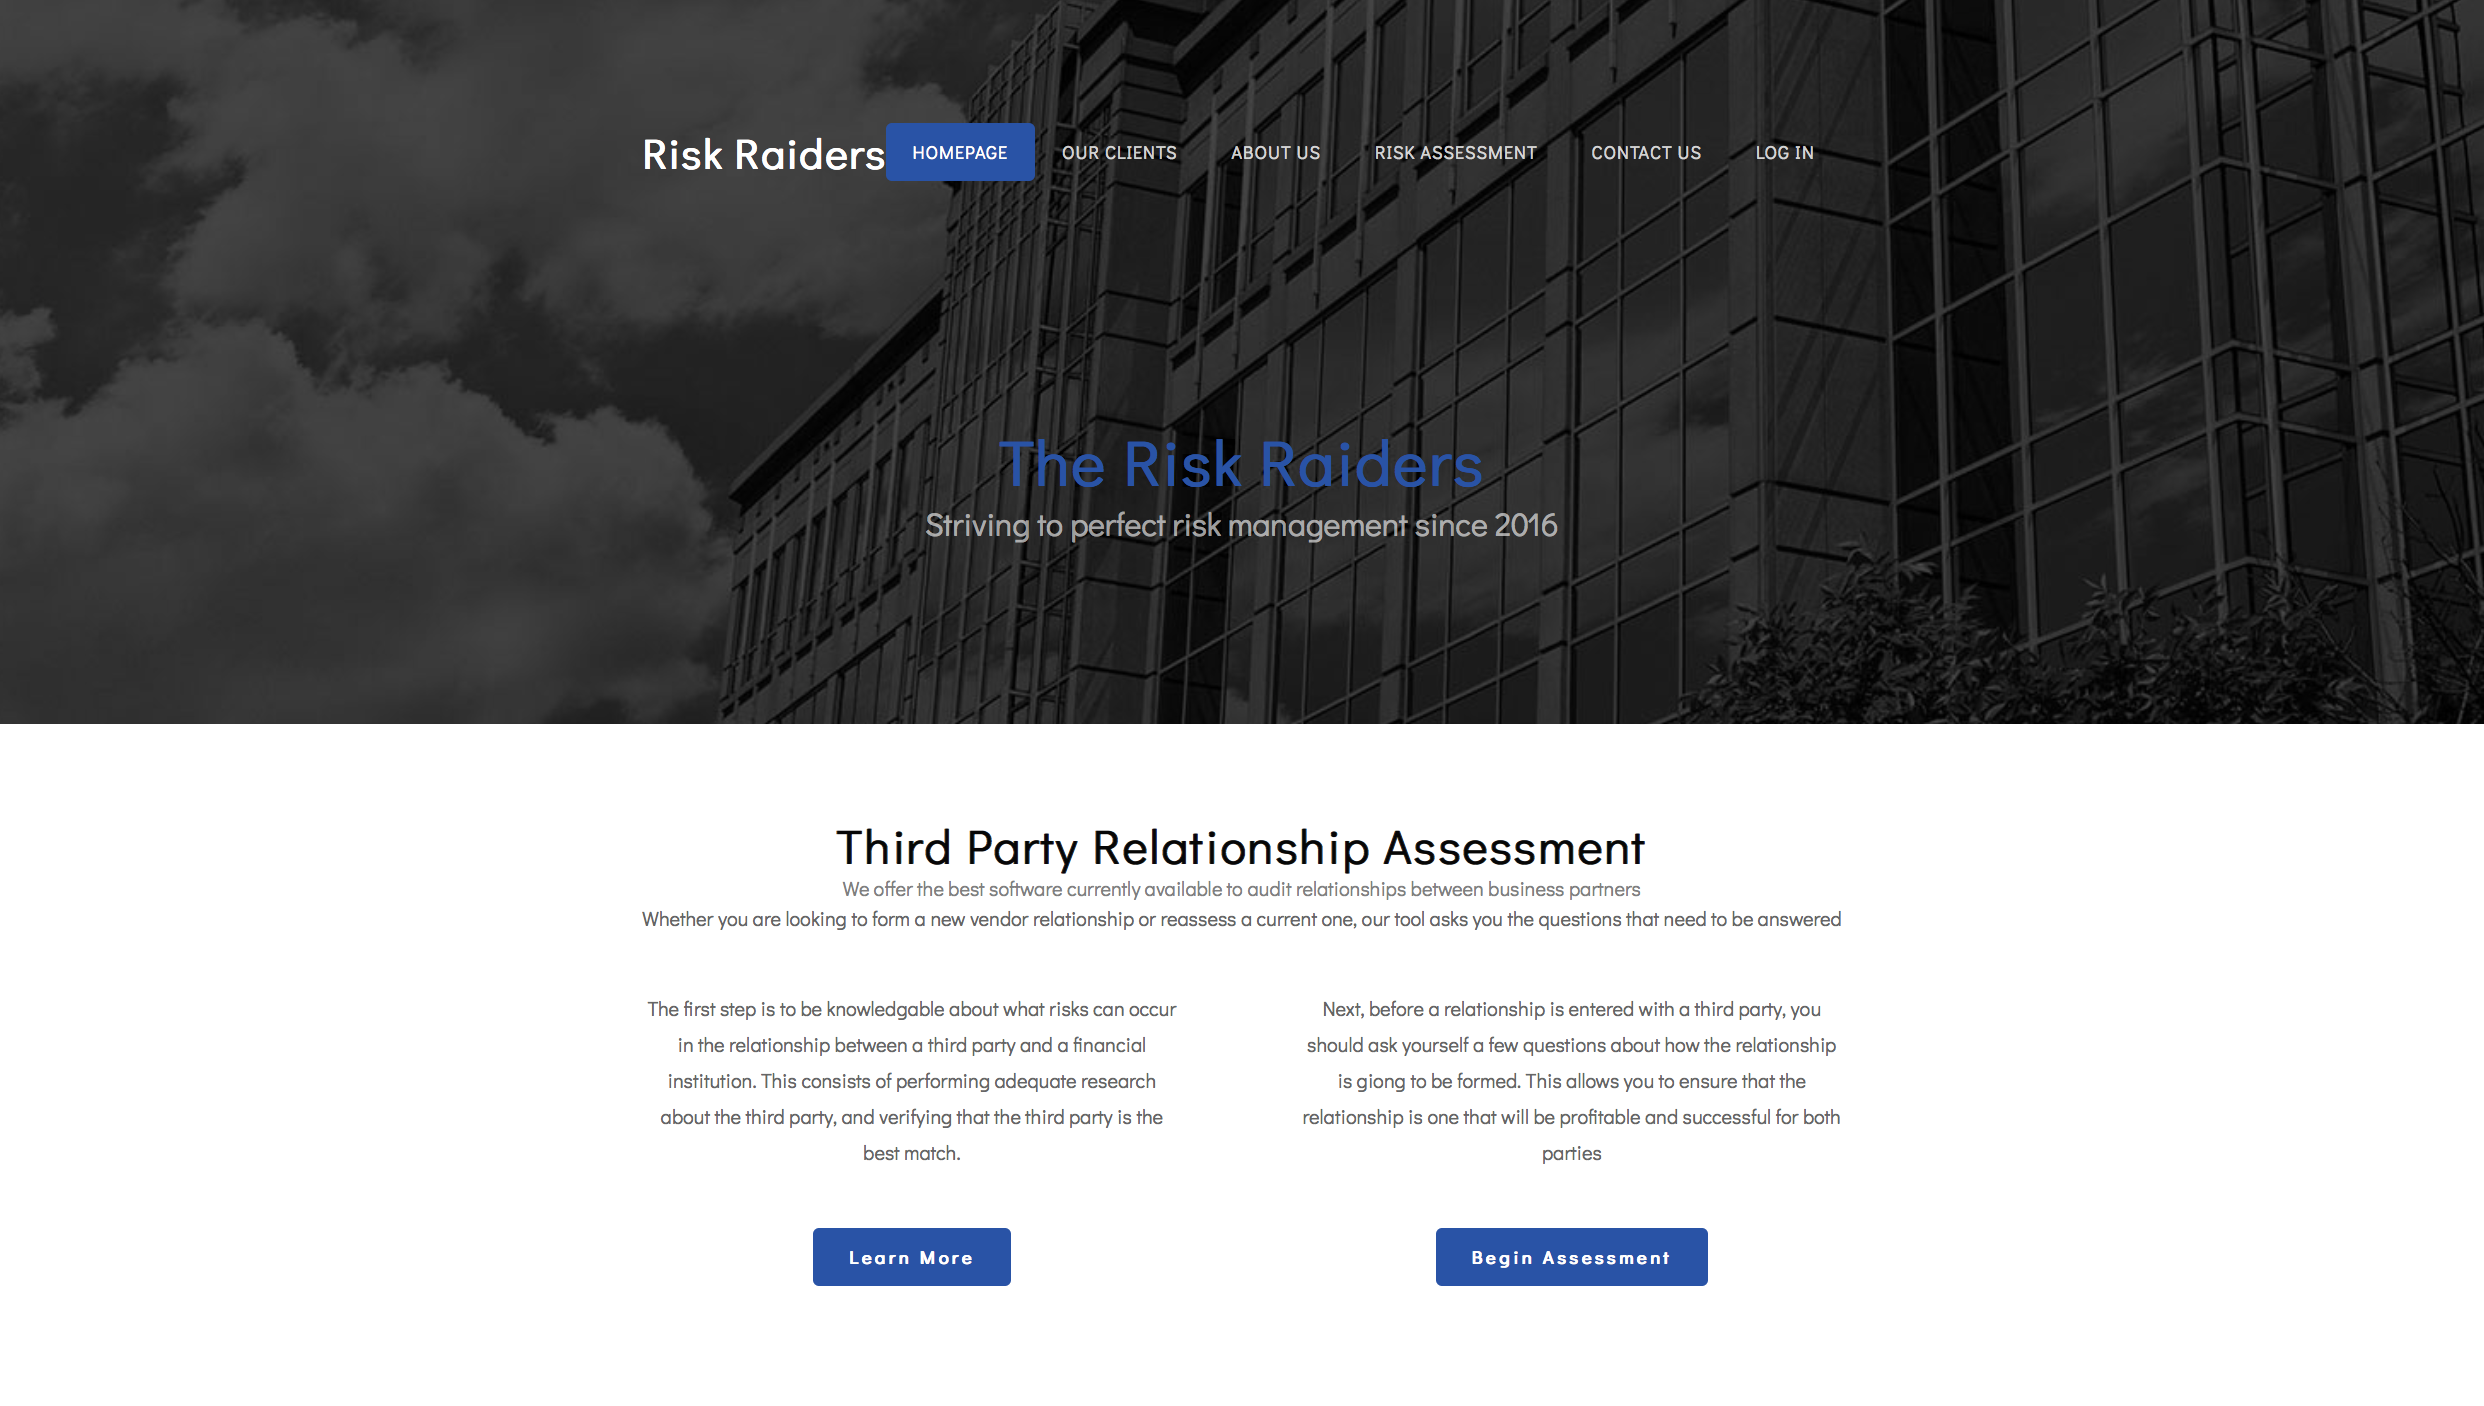 Risk Raiders
HOMEPAGE
OUR CLIENTS
ABOUT US
RISK ASSESSMENT
CONTACT US
LOG IN
The Risk Raiders
Striving to perfect risk management since 2016
Third Party Relationship Assessment
We offer the best software currently available to audit relationships between business partners
Whether you are looking to form a new vendor relationship or reassess a current one, our tool asks you the questions that need to be answered
The first step is to be knowledgable about what risks can occur
in the relationship between a third party and a financial
institution. This consists of performing adequate research
about the third party, and verifying that the third party is the
best match.
Learn More
Next, before a relationship is entered with a third party, you
should ask yourself a few questions about how the relationship
is giong to be formed. This allows you to ensure that the
relationship is one that will be profitable and successful for both
parties
Begin Assessment